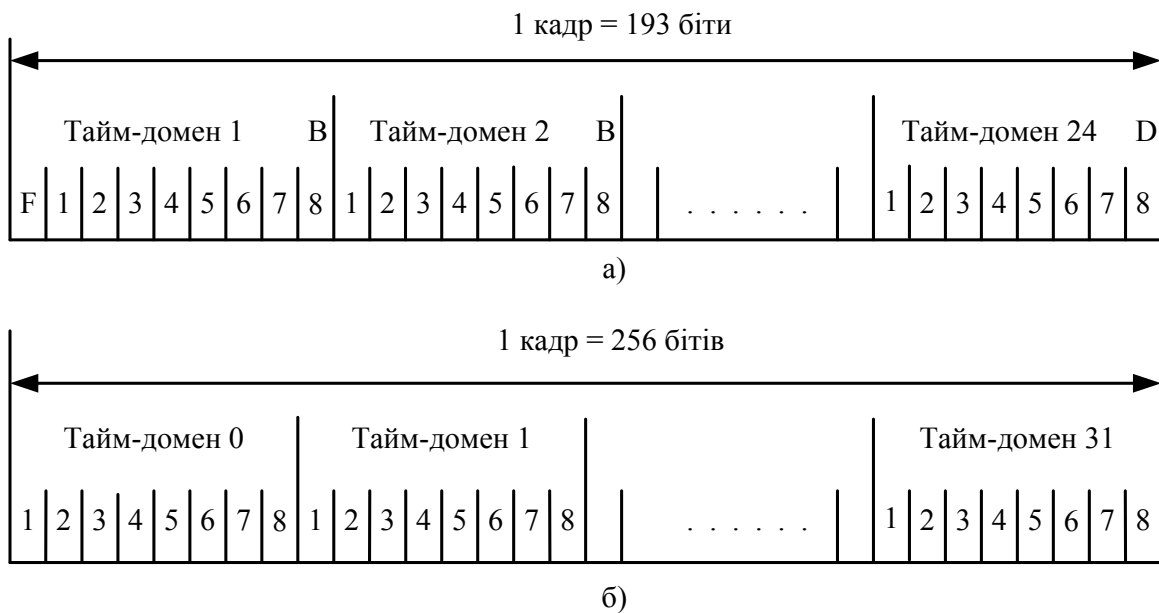 1 кадр = 193 біти
Тайм-домен 1 B Тайм-домен 2 B Тайм-домен 24 D
F 1 2 3 4 5 6 7 8 1 2 3 4 5 6 7 8 . . . . . . 1 2 3 4 5 6 7 8
а)
1 кадр = 256 бітів
Тайм-домен 0 Тайм-домен 1 Тайм-домен 31
1 2 3 4 5 6 7 8 1 2 3 4 5 6 7 8 . . . . . . 1 2 3 4 5 6 7 8
б)